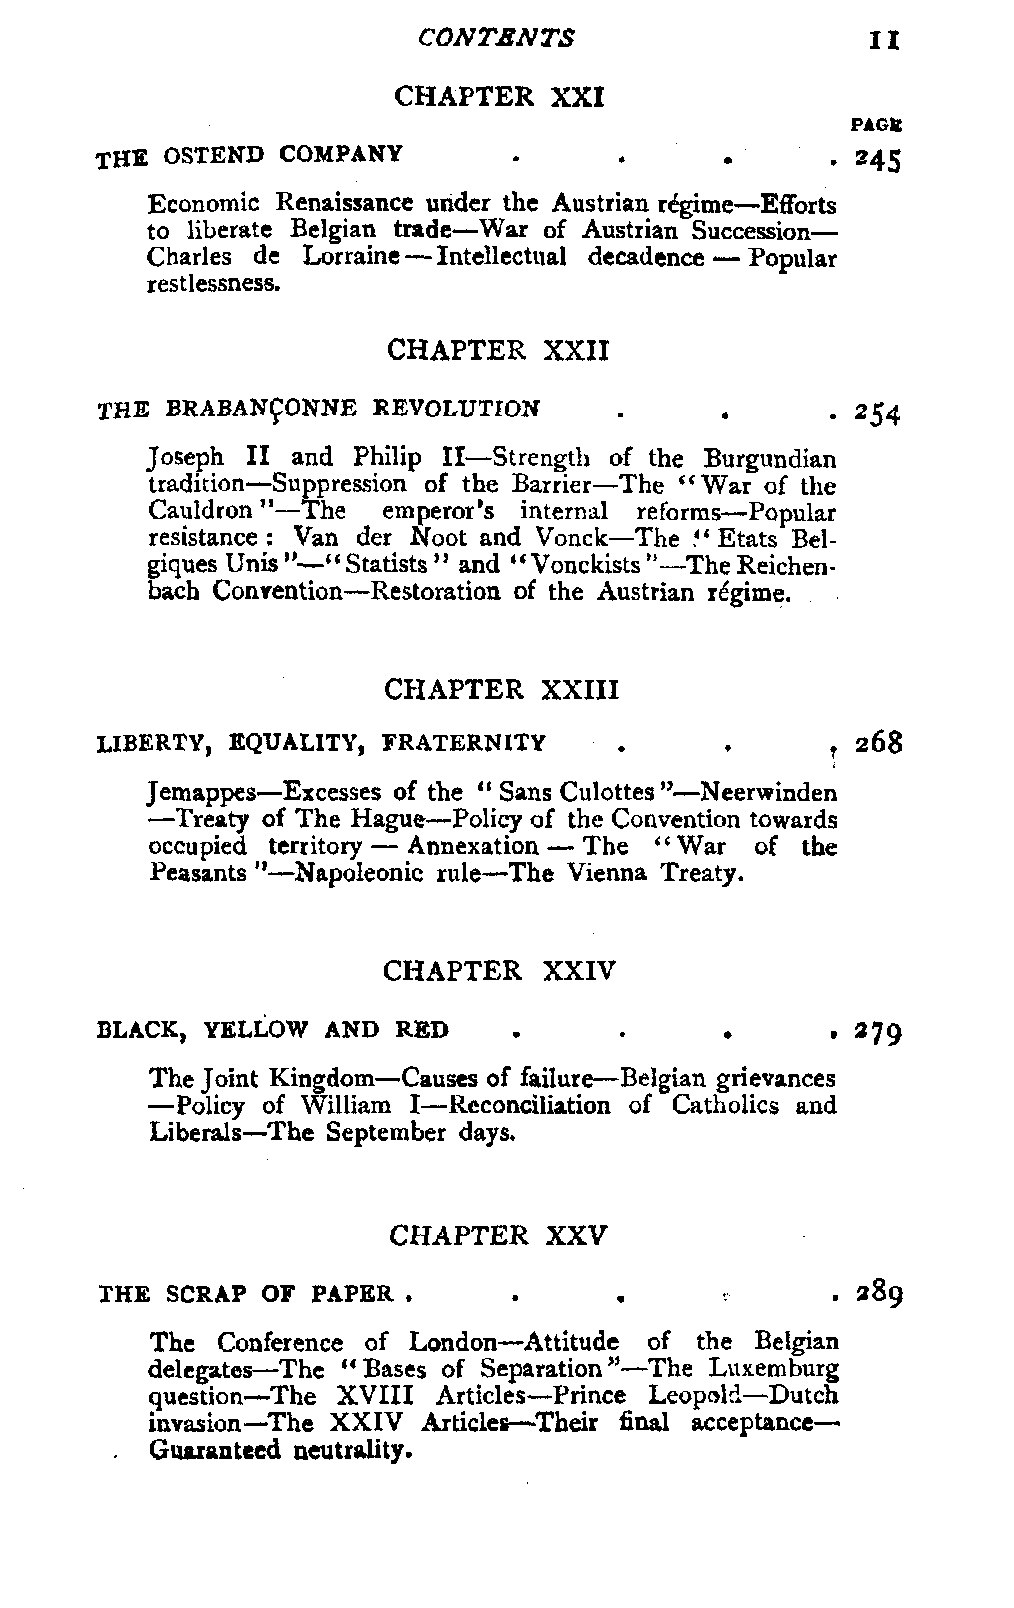 CONTENTS 11
CHAPTER XXI
PAGE
THE OSTEND COMPANY . . . . 245
Economic Renaissance under the Austrian régime—Efforts
to liberate Belgian trade—War of Austrian Succession—
Charles de Lorraine—Intellectual decadence—Popular
restlessness.
CHAPTER XXII
THE BRABANÇONNE REVOLUTION . . . 254
Joseph II and Philip II—Strength of the Burgundian
tradition—Suppression of the Barrier—The "War of the
Cauldron"—The emperor's internal reforms—Popular
resistance: Van der Noot and Vonck—The "Etats Bel-
giques Unis"—"Statists" and "Vonckists"—The Reichen-
bach Convention—Restoration of the Austrian régime.
CHAPTER XXIII
LIBERTY, EQUALITY, FRATERNITY . . . 268
Jemappes—Excesses of the "Sans Culottes"—Neerwinden
—Treaty of The Hague—Policy of the Convention towards
occupied territory—Annexation—The "War of the
Peasants"—Napoleonic rule—The Vienna Treaty.
CHAPTER XXIV
BLACK, YELLOW AND RED . . . . 279
The Joint Kingdom—Causes of failure—Belgian grievances
—Policy of William I—Reconciliation of Catholics and
Liberals—The September days.
CHAPTER XXV
THE SCRAP OF PAPER . . . . . 289
The Conference of London—Attitude of the Belgian
delegates—The "Bases of Separation"—The Luxemburg
question—The XVIII Articles—Prince Leopold—Dutch
invasion—The XXIV Articles—Their final acceptance—
Guaranteed neutrality.